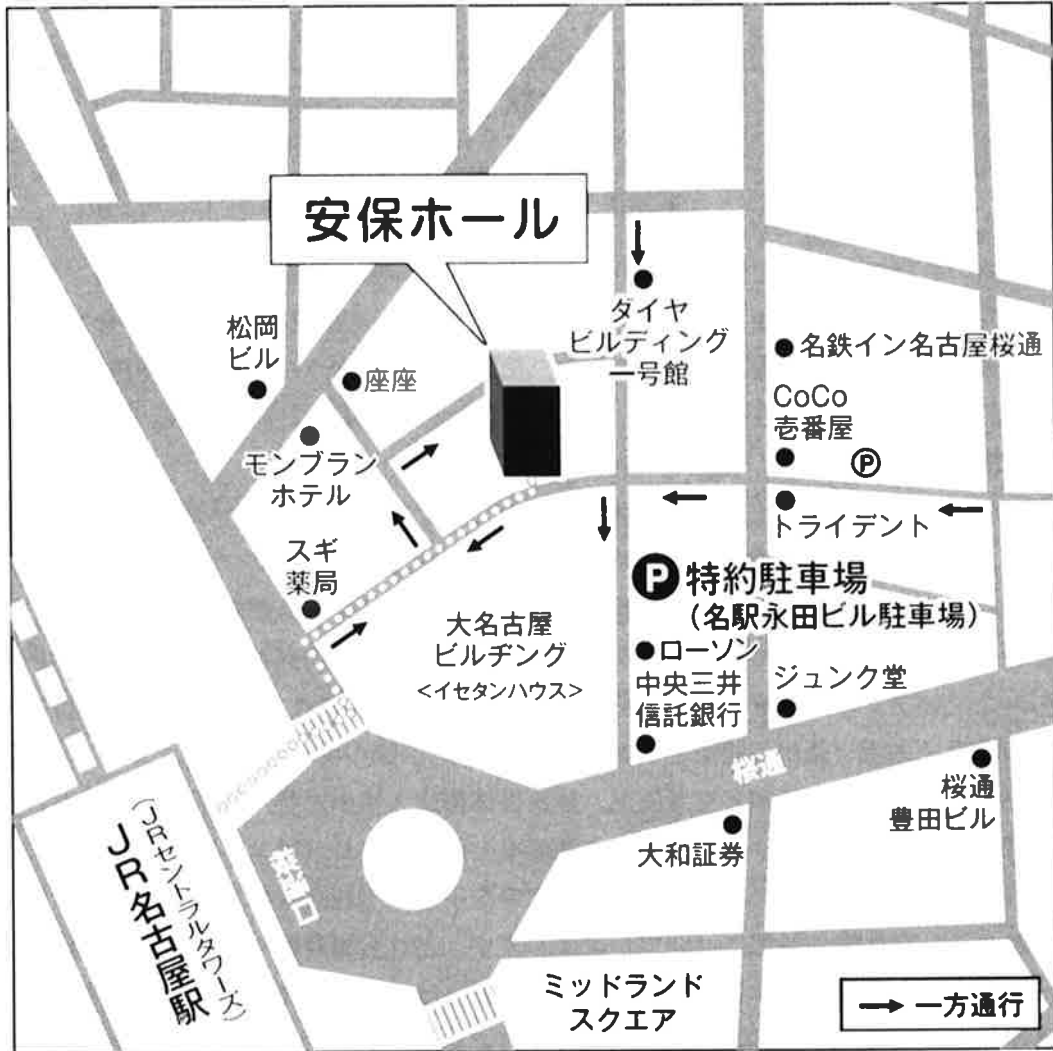 安保ホール
松岡
ビル
座座
モンブラン
ホテル
スギ
薬局
ダイヤ
ビルディング
一号館
名鉄イン名古屋桜通
CoCo
壱番屋
P
トライデント
P 特約駐車場
(名駅永田ビル駐車場)
大名古屋
ビルヂング
<イセタンハウス>
ローソン
中央三井
信託銀行
ジュンク堂
桜通
桜通
豊田ビル
大和証券
桜通口
JR名古屋駅
(JRセントラルタワーズ)
ミッドランド
スクエア
→ 一方通行